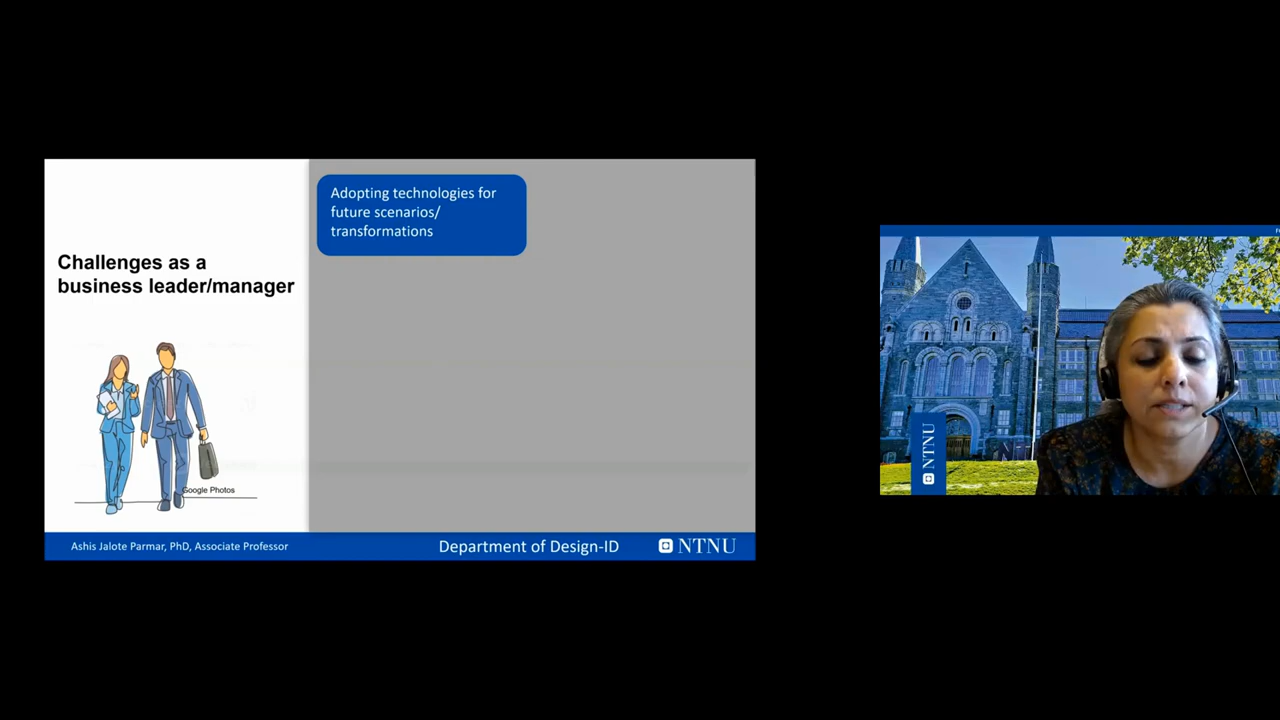 Adopting technologies for
future scenarios/
transformations
Challenges as a
business leader/manager
Google Photos
Ashis Jalote Parmar, PhD, Associate Professor
Department of Design-ID
NTNU
NTNU